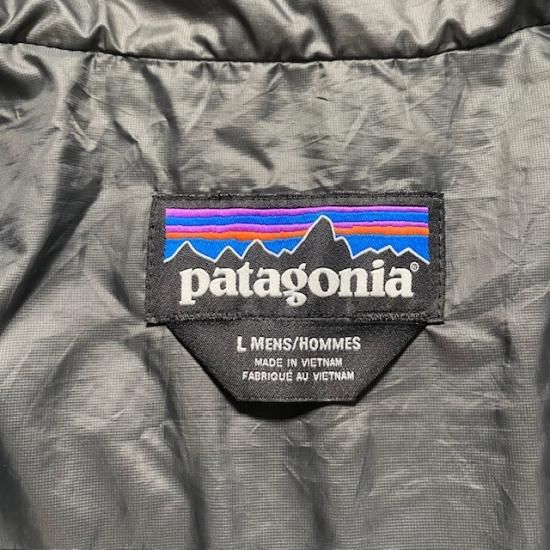 patagonia®
L MENS/HOMMES
MADE IN VIETNAM
FABRIQUÉ AU VIETNAM